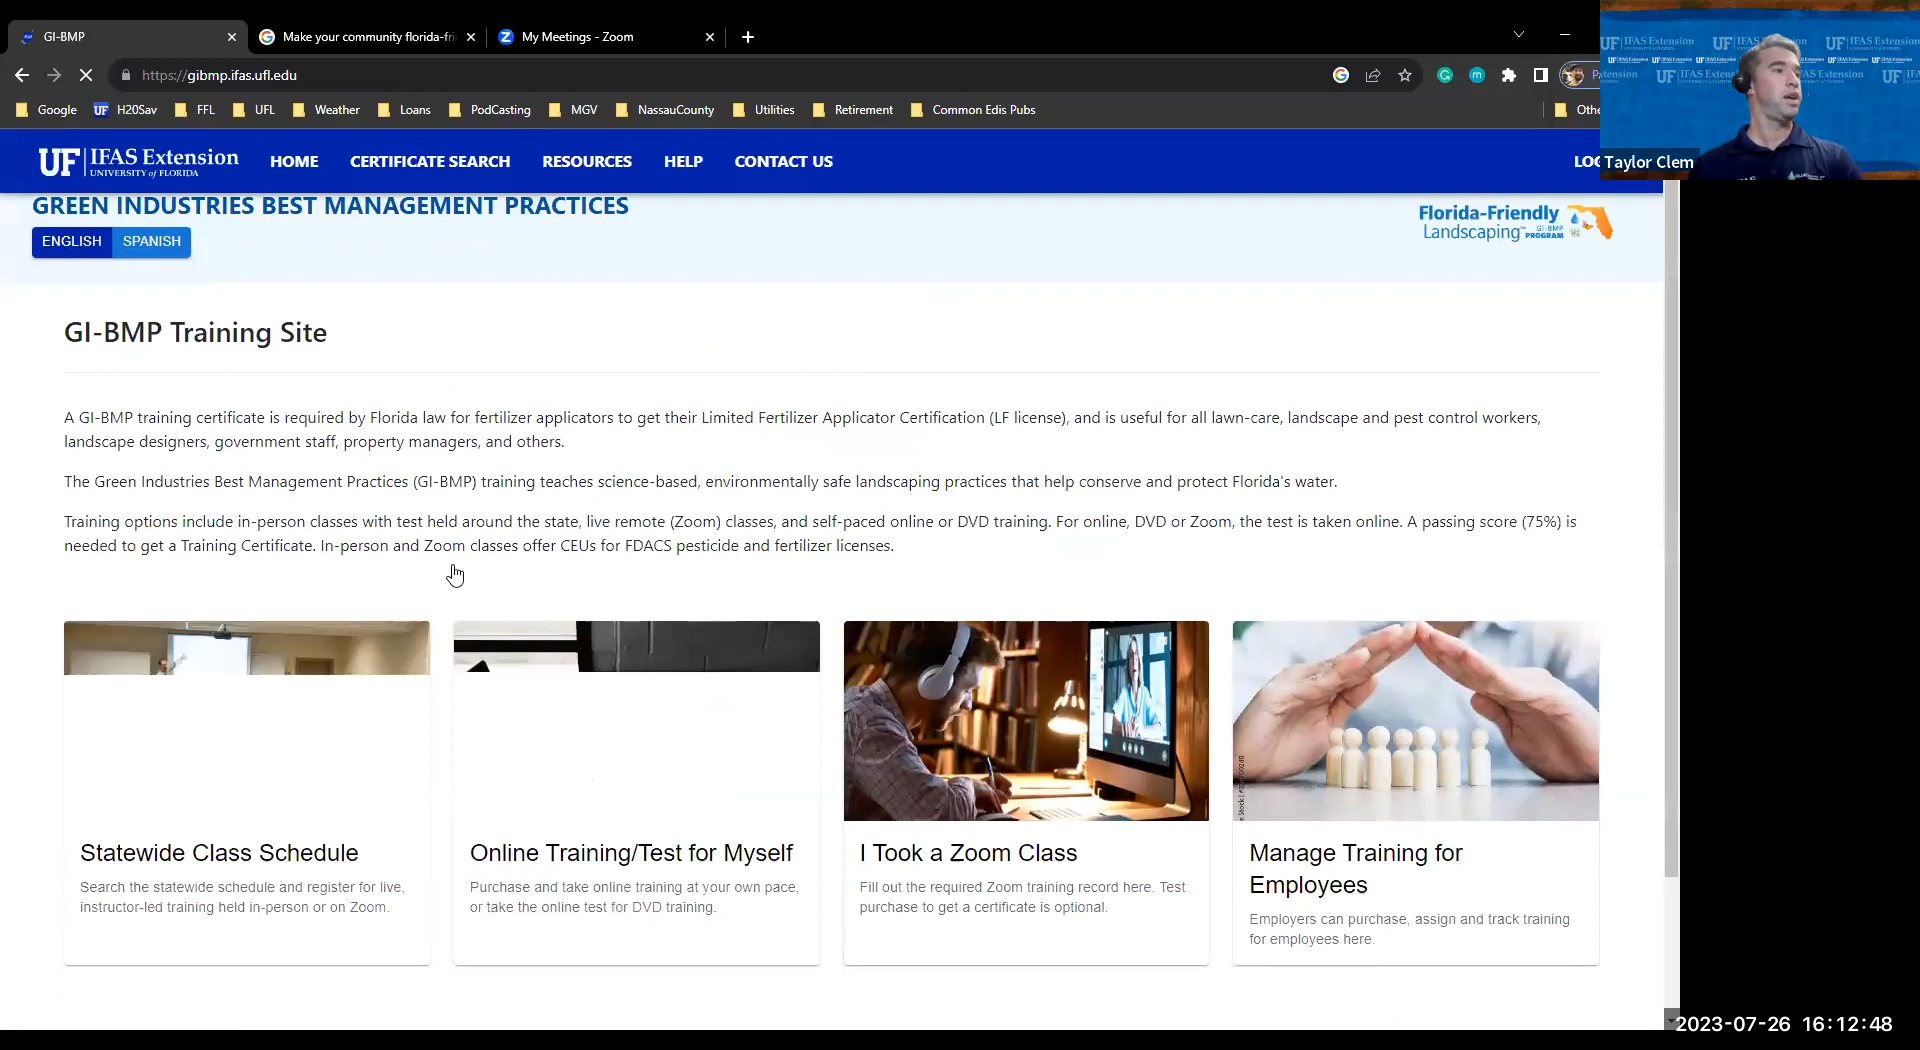 GI-BMP
Make your community florida-fri
My Meetings - Zoom
https://gibmp.ifas.ufl.edu
Google
UF H20Sav
FFL
UFL
Weather
Loans
PodCasting
MGV
NassauCounty
Utilities
Retirement
Common Edis Pubs
Othe
UF IFAS Extension
UNIVERSITY of FLORIDA
HOME
CERTIFICATE SEARCH
RESOURCES
HELP
CONTACT US
LOG
Taylor Clem
GREEN INDUSTRIES BEST MANAGEMENT PRACTICES
ENGLISH
SPANISH
Florida-Friendly
Landscaping™ GI-BMP PROGRAM
GI-BMP Training Site
A GI-BMP training certificate is required by Florida law for fertilizer applicators to get their Limited Fertilizer Applicator Certification (LF license), and is useful for all lawn-care, landscape and pest control workers,
landscape designers, government staff, property managers, and others.
The Green Industries Best Management Practices (GI-BMP) training teaches science-based, environmentally safe landscaping practices that help conserve and protect Florida's water.
Training options include in-person classes with test held around the state, live remote (Zoom) classes, and self-paced online or DVD training. For online, DVD or Zoom, the test is taken online. A passing score (75%) is
needed to get a Training Certificate. In-person and Zoom classes offer CEUs for FDACS pesticide and fertilizer licenses.
Statewide Class Schedule
Search the statewide schedule and register for live,
instructor-led training held in-person or on Zoom.
Online Training/Test for Myself
Purchase and take online training at your own pace,
or take the online test for DVD training.
I Took a Zoom Class
Fill out the required Zoom training record here. Test
purchase to get a certificate is optional.
Manage Training for
Employees
Employers can purchase, assign and track training
for employees here.
2023-07-26 16:12:48